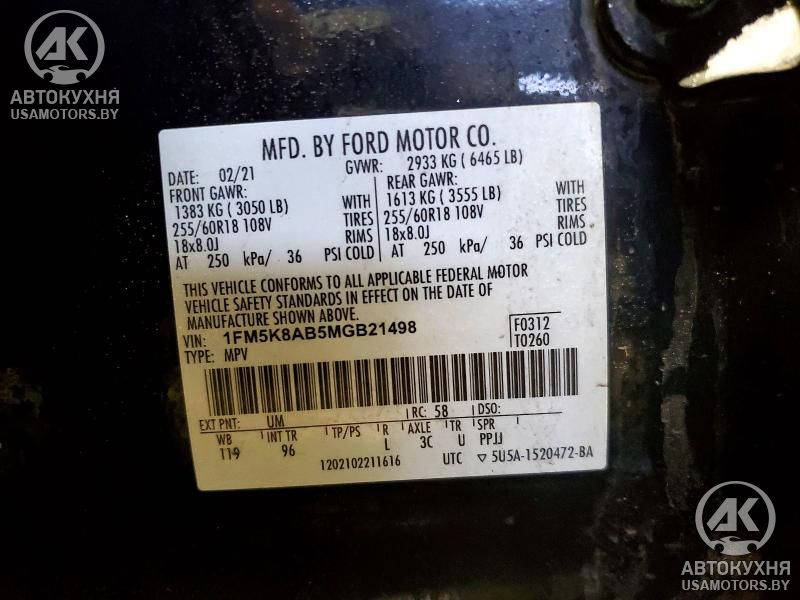 AK
АВТОКУХНЯ
USAMOTORS.BY
MFD. BY FORD MOTOR CO.
DATE: 02/21 GVWR: 2933 KG ( 6465 LB)
FRONT GAWR: REAR GAWR:
1383 KG ( 3050 LB) WITH 1613 KG ( 3555 LB) WITH
255/60R18 108V TIRES 255/60R18 108V TIRES
18x8.0J RIMS 18x8.0J RIMS
AT 250 kPa/ 36 PSI COLD AT 250 kPa/ 36 PSI COLD
THIS VEHICLE CONFORMS TO ALL APPLICABLE FEDERAL MOTOR
VEHICLE SAFETY STANDARDS IN EFFECT ON THE DATE OF
MANUFACTURE SHOWN ABOVE.
VIN: 1FM5K8AB5MGB21498 F0312
TYPE: MPV T0260
EXT PNT: UM RC: 58 DSO:
WB INT TR TP/PS R AXLE TR SPR
119 96 L 3C U PPJJ
1202102211616 UTC ▽ 5U5A-1520472-BA
AK
АВТОКУХНЯ
USAMOTORS.BY